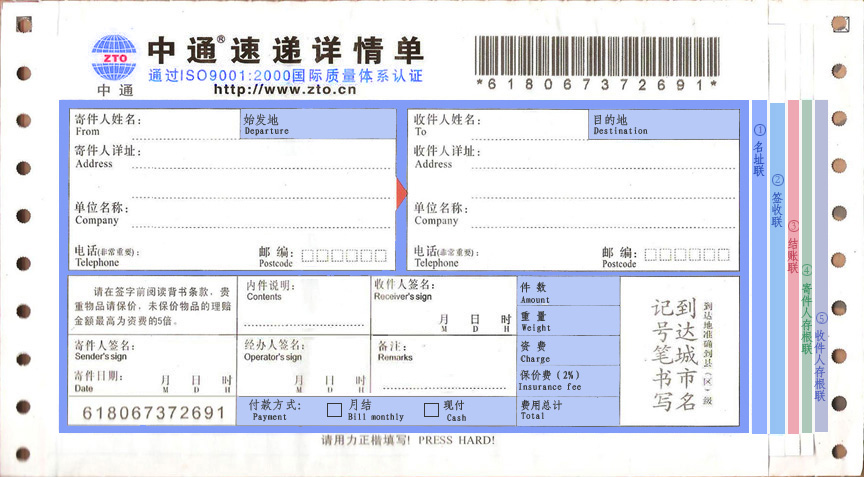 ZTO
中通
中通®速递详情单
通过ISO9001:2000国际质量体系认证
http://www.zto.cn
*618067372691*
寄件人姓名:
From
始发地
Departure
寄件人详址:
Address
单位名称:
Company
电话(非常重要):
Telephone
邮 编:
Postcode
收件人姓名:
To
目的地
Destination
收件人详址:
Address
单位名称:
Company
电话(非常重要):
Telephone
邮 编:
Postcode
请在签字前阅读背书条款,贵
重物品请保价,未保价物品的理赔
金额最高为资费的5倍。
内件说明:
Contents
收件人签名:
Receiver's sign
月 日 时
M D H
件 数
Amount
重 量
Weight
寄件人签名:
Sender's sign
寄件日期:
Date
月 日 时
M D H
经办人签名:
Operator's sign
月 日 时
M D H
备注:
Remarks
资 费
Charge
保价费(2%)
Insurance fee
618067372691
付款方式:
Payment
月结
Bill monthly
现付
Cash
费用总计
Total
到达城市名
记号笔书写
到达地准确到县(区)级
①名址联
②签收联
③结账联
④寄件人存根联
⑤收件人存根联
请用力正楷填写! PRESS HARD!